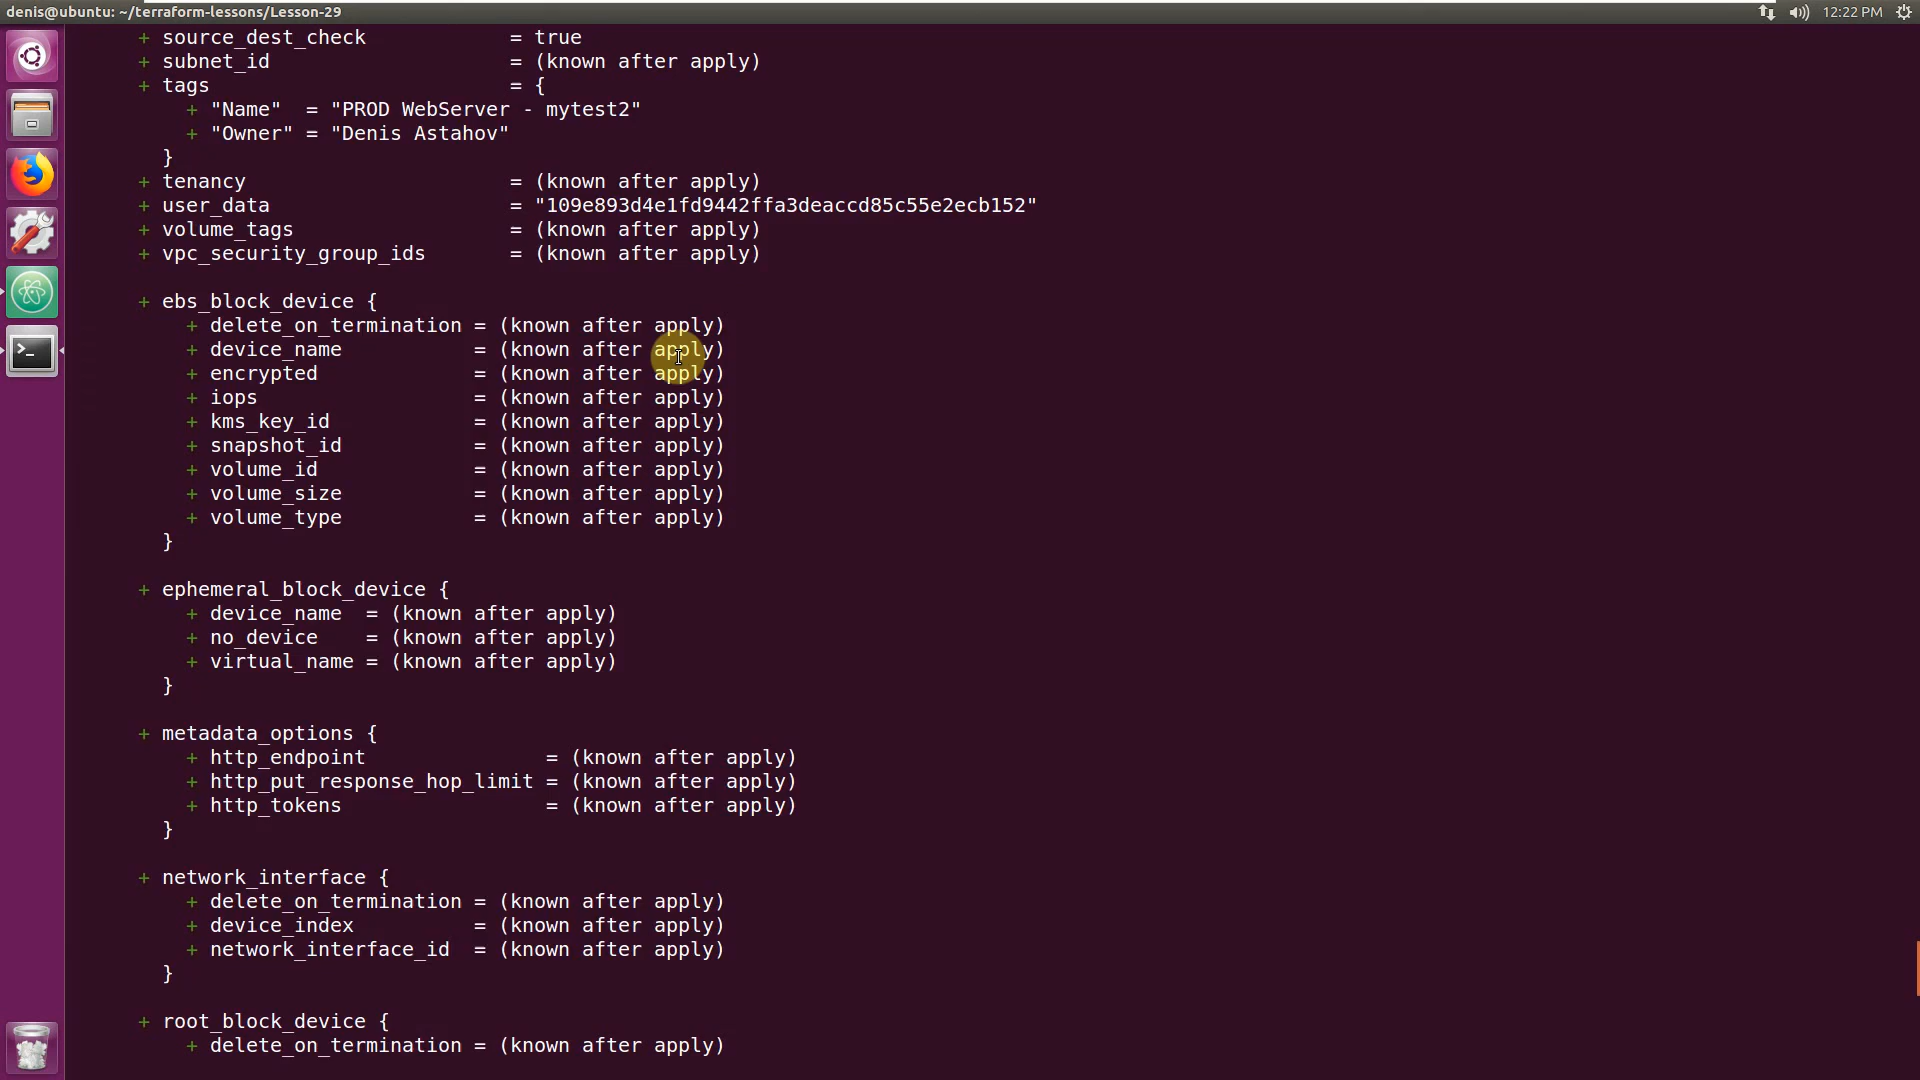 denis@ubuntu: ~/terraform-lessons/Lesson-29
12:22 PM
+ source_dest_check = true
+ subnet_id = (known after apply)
+ tags = {
+ "Name" = "PROD WebServer - mytest2"
+ "Owner" = "Denis Astahov"
}
+ tenancy = (known after apply)
+ user_data = "109e893d4e1fd9442ffa3deaccd85c55e2ecb152"
+ volume_tags = (known after apply)
+ vpc_security_group_ids = (known after apply)
+ ebs_block_device {
+ delete_on_termination = (known after apply)
+ device_name = (known after apply)
+ encrypted = (known after apply)
+ iops = (known after apply)
+ kms_key_id = (known after apply)
+ snapshot_id = (known after apply)
+ volume_id = (known after apply)
+ volume_size = (known after apply)
+ volume_type = (known after apply)
}
+ ephemeral_block_device {
+ device_name = (known after apply)
+ no_device = (known after apply)
+ virtual_name = (known after apply)
}
+ metadata_options {
+ http_endpoint = (known after apply)
+ http_put_response_hop_limit = (known after apply)
+ http_tokens = (known after apply)
}
+ network_interface {
+ delete_on_termination = (known after apply)
+ device_index = (known after apply)
+ network_interface_id = (known after apply)
}
+ root_block_device {
+ delete_on_termination = (known after apply)